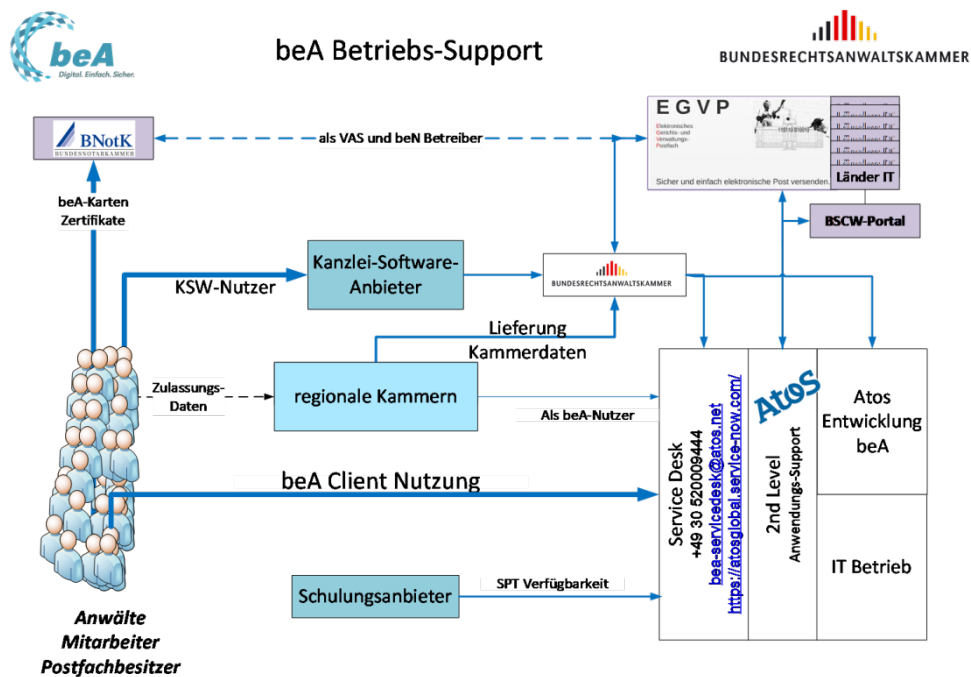 beA
Digital. Einfach. Sicher.
beA Betriebs-Support
BUNDESRECHTSANWALTSKAMMER
BNotK
BUNDESNOTARKAMMER
als VAS und beN Betreiber
EGVP
Elektronisches
Gerichts- und
Verwaltungs-
Postfach
Sicher und einfach elektronische Post versenden.
Länder IT
BSCW-Portal
beA-Karten
Zertifikate
KSW-Nutzer
Kanzlei-Software-
Anbieter
BUNDESRECHTSANWALTSKAMMER
Lieferung
Kammerdaten
Zulassungs-
Daten
regionale Kammern
Als beA-Nutzer
beA Client Nutzung
Schulungsanbieter
SPT Verfügbarkeit
Service Desk
+49 30 520009444
bea-servicedesk@atos.net
https://atosglobal.service-now.com/
Atos
2nd Level
Anwendungs-Support
Atos
Entwicklung
beA
IT Betrieb
Anwälte
Mitarbeiter
Postfachbesitzer